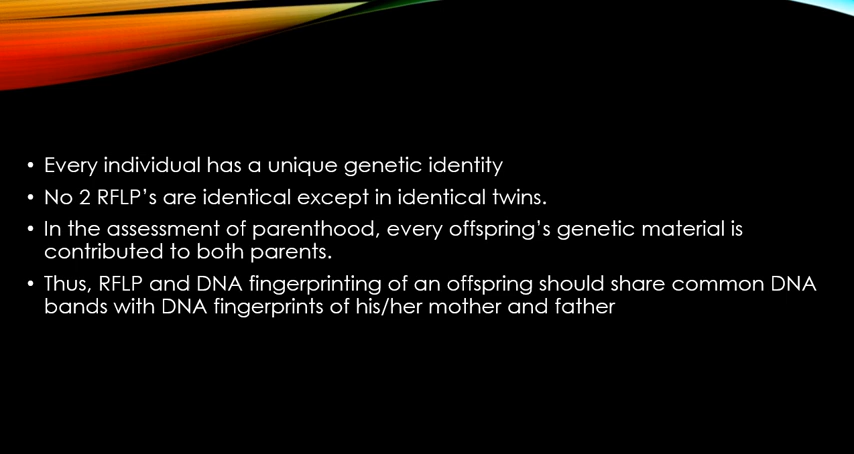 • Every individual has a unique genetic identity
• No 2 RFLP's are identical except in identical twins.
• In the assessment of parenthood, every offspring's genetic material is
contributed to both parents.
• Thus, RFLP and DNA fingerprinting of an offspring should share common DNA
bands with DNA fingerprints of his/her mother and father